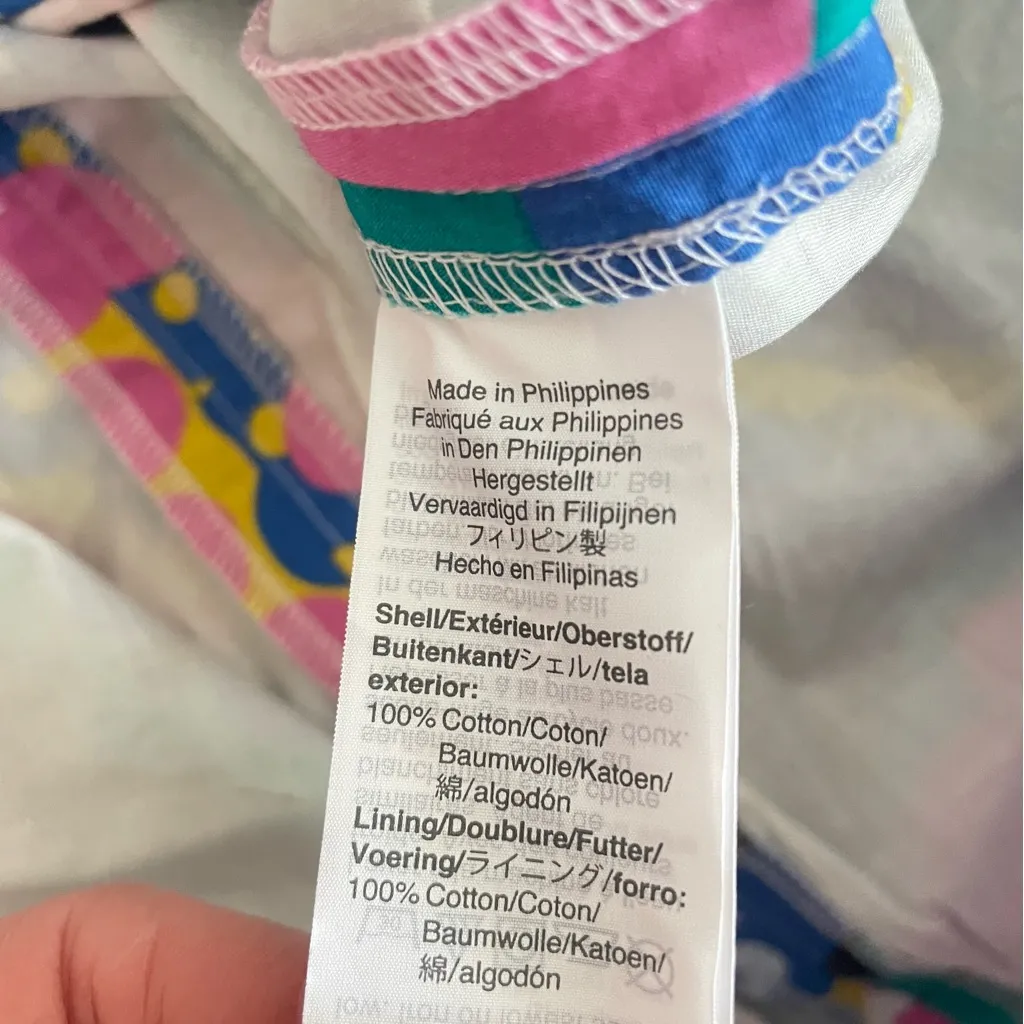 Made in Philippines
Fabriqué aux Philippines
in Den Philippinen
Hergestellt
Vervaardigd in Filipijnen
フィリピン製
Hecho en Filipinas
Shell/Extérieur/Oberstoff/
Buitenkant/シェル/tela
exterior:
100% Cotton/Coton/
Baumwolle/Katoen/
綿/algodón
Lining/Doublure/Futter/
Voering/ライニング/forro:
100% Cotton/Coton/
Baumwolle/Katoen/
綿/algodón